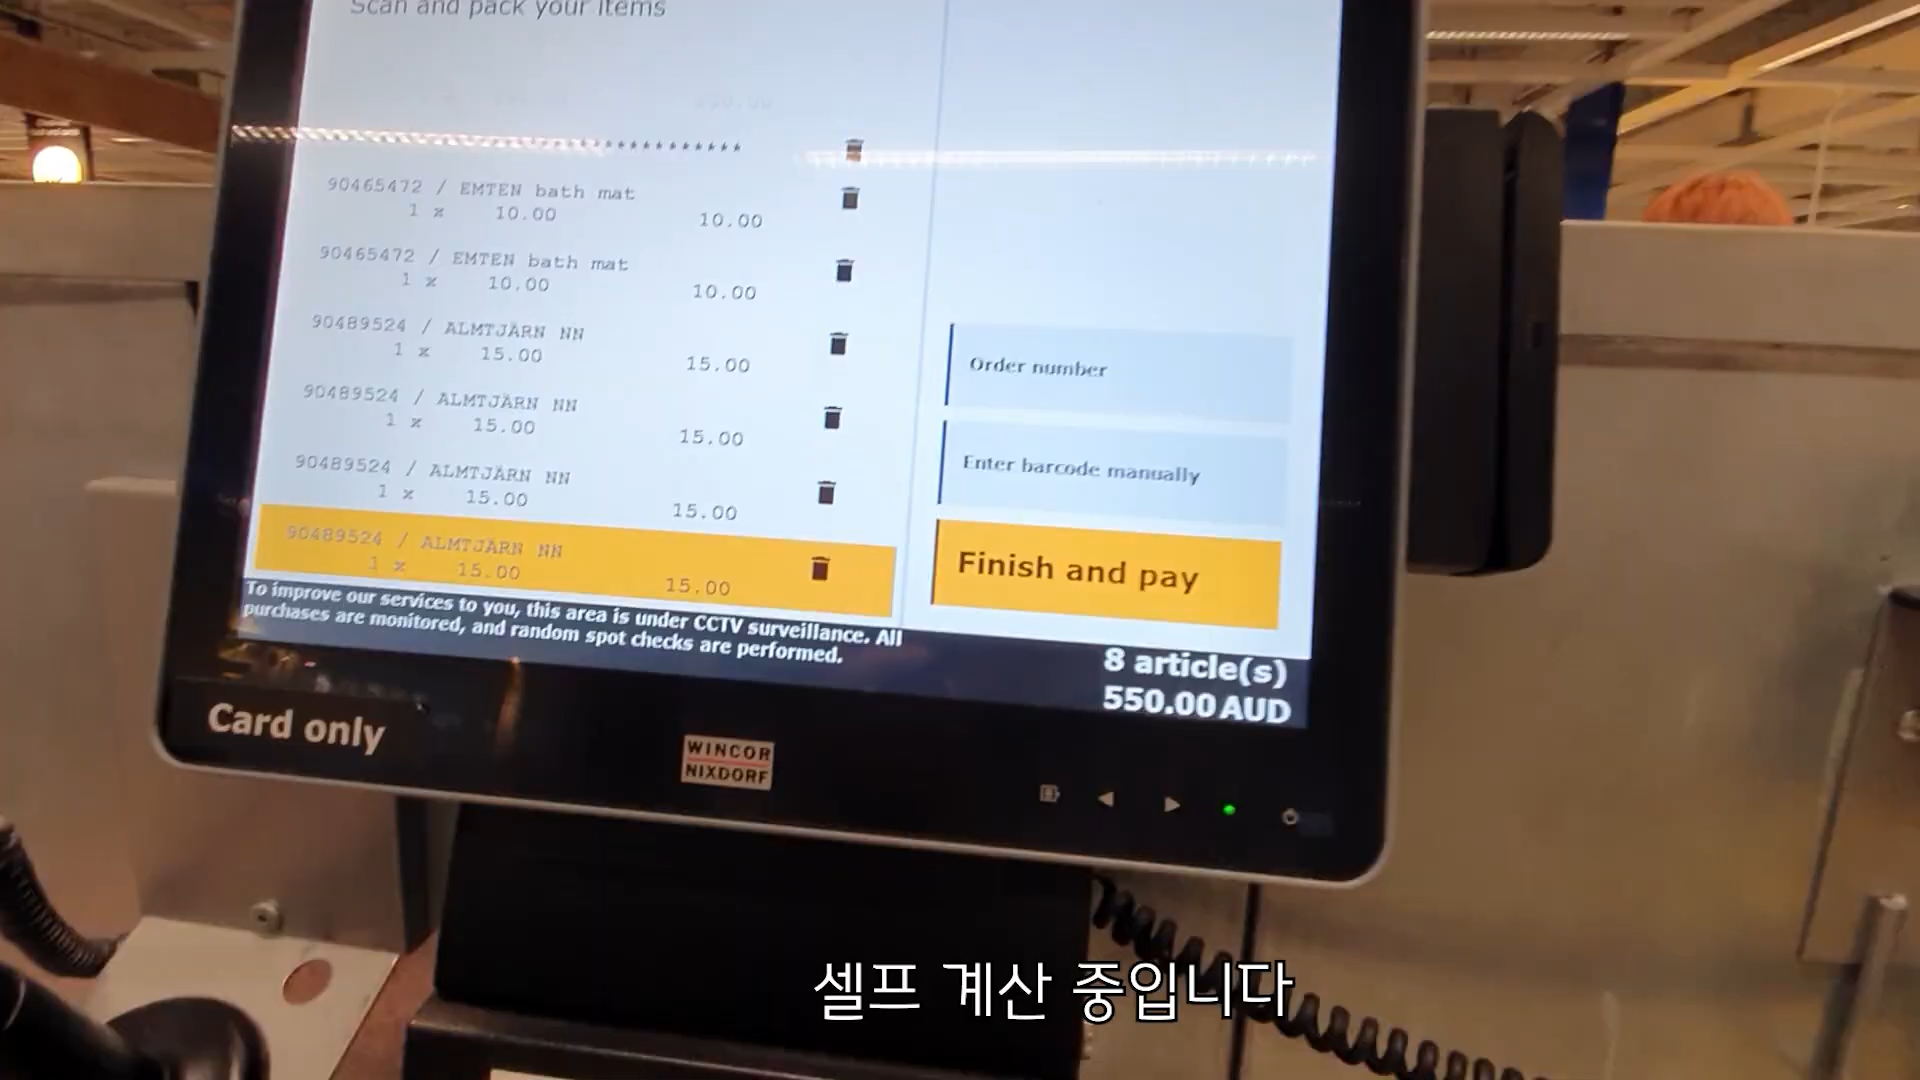 Scan and pack your items
90465472 / EMTEN bath mat
1 x 10.00 10.00
90465472 / EMTEN bath mat
1 x 10.00 10.00
90489524 / ALMTJÄRN NN
1 x 15.00 15.00
90489524 / ALMTJÄRN NN
1 x 15.00 15.00
90489524 / ALMTJÄRN NN
1 x 15.00 15.00
90489524 / ALMTJÄRN NN
1 x 15.00 15.00
Order number
Enter barcode manually
Finish and pay
To improve our services to you, this area is under CCTV surveillance. All
purchases are monitored, and random spot checks are performed.
8 article(s)
550.00 AUD
Card only
WINCOR
NIXDORF
셀프 계산 중입니다